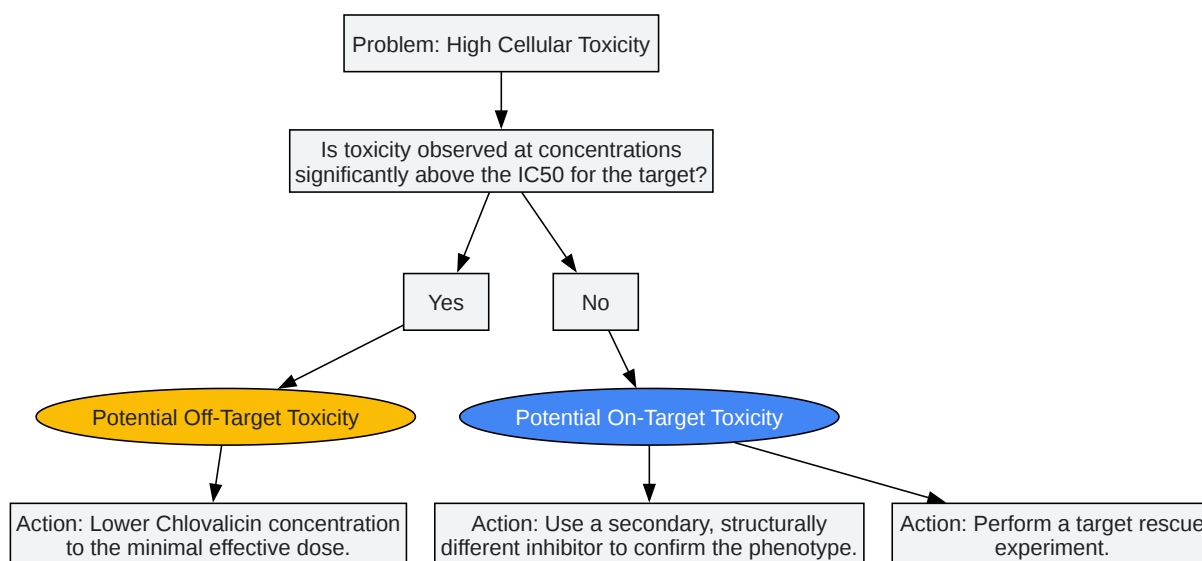 Problem: High Cellular Toxicity
Is toxicity observed at concentrations
significantly above the IC50 for the target?
Yes
No
Potential Off-Target Toxicity
Potential On-Target Toxicity
Action: Lower Chlovalicin concentration
to the minimal effective dose.
Action: Use a secondary, structurally
different inhibitor to confirm the phenotype.
Action: Perform a target rescue
experiment.